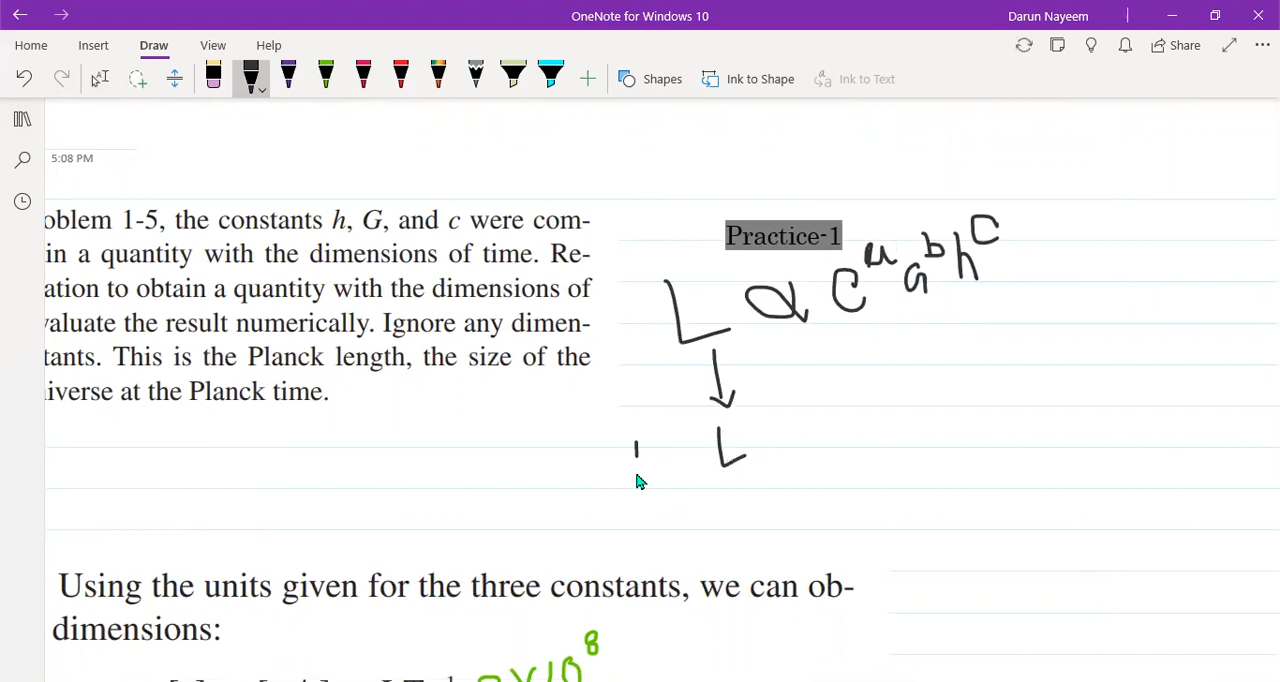 OneNote for Windows 10
Darun Nayeem
Home Insert Draw View Help
Share
Shapes Ink to Shape Ink to Text
5:08 PM
oblem 1-5, the constants h, G, and c were com-
in a quantity with the dimensions of time. Re-
ation to obtain a quantity with the dimensions of
valuate the result numerically. Ignore any dimen-
tants. This is the Planck length, the size of the
iverse at the Planck time.
Practice-1
L α c^a G^b h^c
L
Using the units given for the three constants, we can ob-
dimensions:
10^8